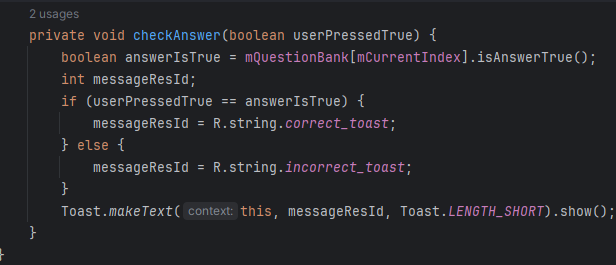 2 usages
private void checkAnswer(boolean userPressedTrue) {
boolean answerIsTrue = mQuestionBank[mCurrentIndex].isAnswerTrue();
int messageResId;
if (userPressedTrue == answerIsTrue) {
messageResId = R.string.correct_toast;
} else {
messageResId = R.string.incorrect_toast;
}
Toast.makeText( context: this, messageResId, Toast.LENGTH_SHORT).show();
}
}